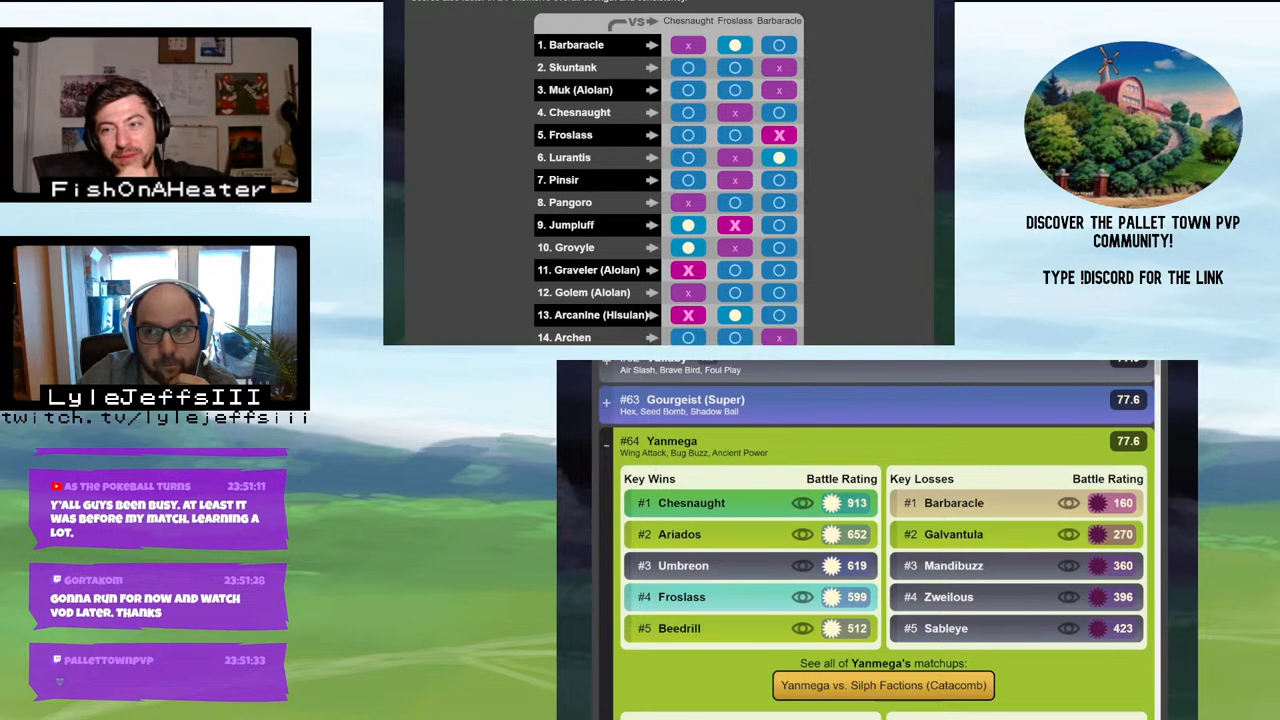 VS Chesnaught Froslass Barbaracle
1. Barbaracle x
2. Skuntank x
3. Muk (Alolan) x
4. Chesnaught x
5. Froslass X
6. Lurantis x
7. Pinsir x
8. Pangoro x
9. Jumpluff X
10. Grovyle x
11. Graveler (Alolan) X
12. Golem (Alolan) x
13. Arcanine (Hisuian) X
14. Archen x
FishOnAHeater
LyleJeffsIII
twitch.tv/lylejeffsiii
DISCOVER THE PALLET TOWN PVP
COMMUNITY!
TYPE !DISCORD FOR THE LINK
AS THE POKEBALL TURNS 23:51:11
Y'ALL GUYS BEEN BUSY. AT LEAST IT
WAS BEFORE MY MATCH. LEARNING A
LOT.
GORTAKOM 23:51:28
GONNA RUN FOR NOW AND WATCH
VOD LATER. THANKS
PALLETTOWNPVP 23:51:33
Air Slash, Brave Bird, Foul Play
+ #63 Gourgeist (Super) 77.6
Hex, Seed Bomb, Shadow Ball
- #64 Yanmega 77.6
Wing Attack, Bug Buzz, Ancient Power
Key Wins Battle Rating
#1 Chesnaught 913
#2 Ariados 652
#3 Umbreon 619
#4 Froslass 599
#5 Beedrill 512
Key Losses Battle Rating
#1 Barbaracle 160
#2 Galvantula 270
#3 Mandibuzz 360
#4 Zweilous 396
#5 Sableye 423
See all of Yanmega's matchups:
Yanmega vs. Silph Factions (Catacomb)